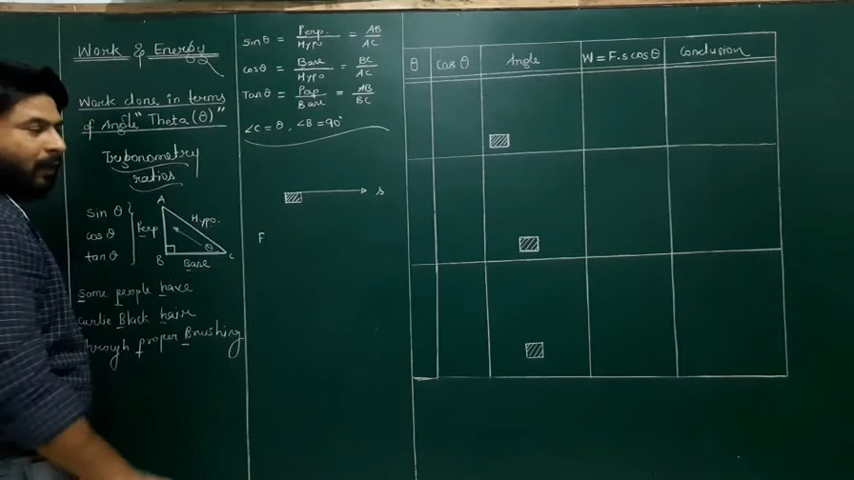 Work & Energy
Work done in terms
of Angle "Theta (θ)"
Trigonometry
ratios
sin θ
cos θ
tan θ
Perp
A
Hypo.
θ
B
C
Base
Some people have
curlie Black hair
through proper Brushing
sin θ = Perp. / Hypo = AB / AC
cos θ = Base / Hypo = BC / AC
Tan θ = Perp / Base = AB / BC
∠C = θ, ∠B = 90°
s
F
θ
cos θ
Angle
W = F.s cos θ
Conclusion